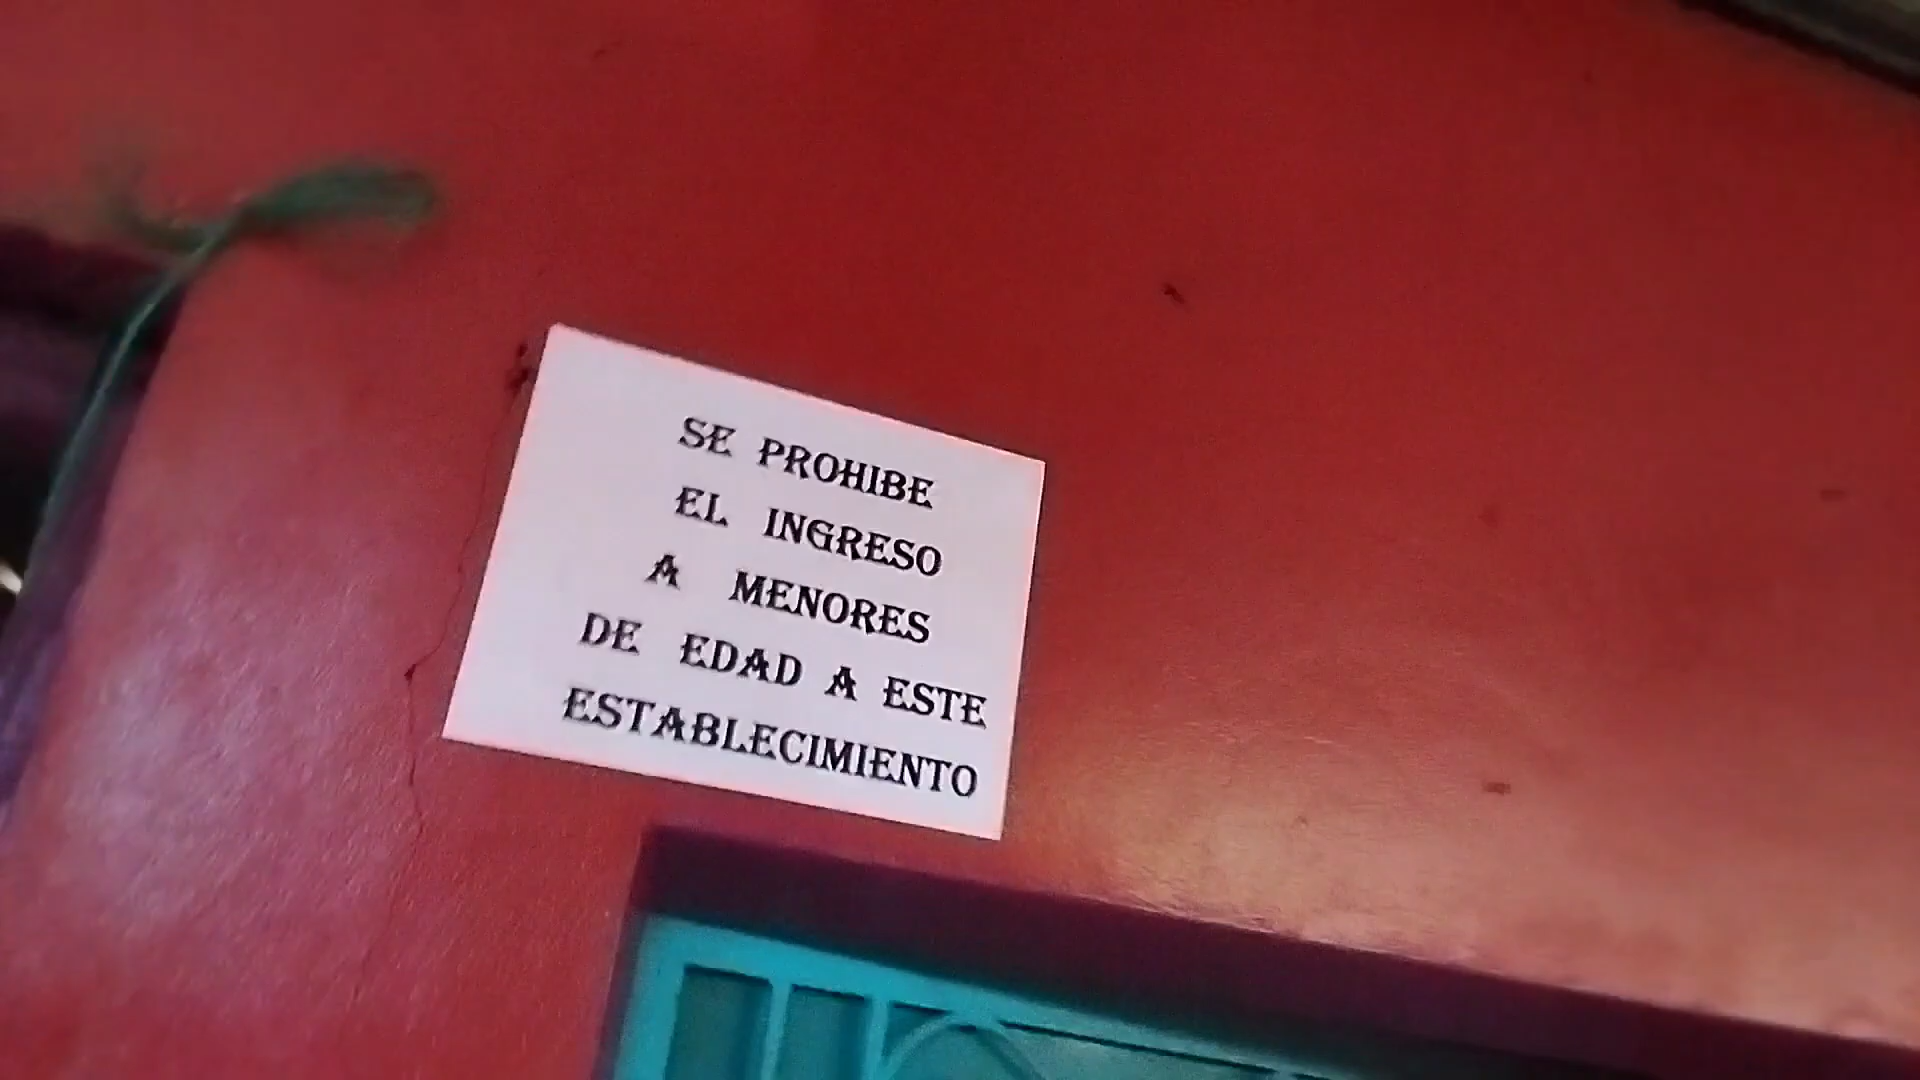 SE PROHIBE
EL INGRESO
A MENORES
DE EDAD A ESTE
ESTABLECIMIENTO